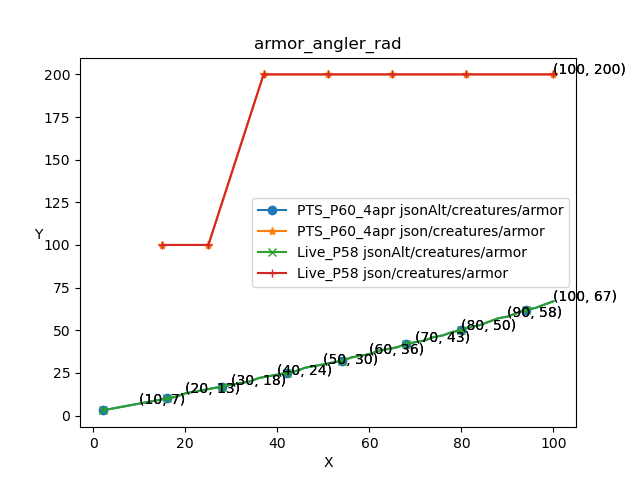 armor_angler_rad
200
175
150
125
100
75
50
25
0
Y
(100, 200)
PTS_P60_4apr jsonAlt/creatures/armor
PTS_P60_4apr json/creatures/armor
Live_P58 jsonAlt/creatures/armor
Live_P58 json/creatures/armor
(100, 67)
(90, 58)
(80, 50)
(70, 43)
(60, 36)
(50, 30)
(40, 24)
(30, 18)
(20, 13)
(10, 7)
0 20 40 60 80 100
X